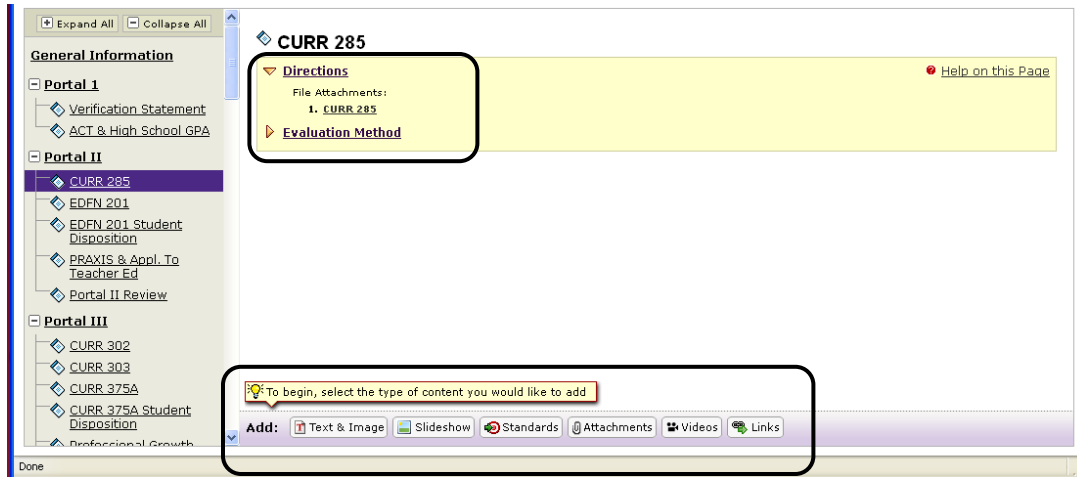 Expand All Collapse All
General Information
Portal 1
Verification Statement
ACT & High School GPA
Portal II
CURR 285
EDFN 201
EDFN 201 Student
Disposition
PRAXIS & Appl. To
Teacher Ed
Portal II Review
Portal III
CURR 302
CURR 303
CURR 375A
CURR 375A Student
Disposition
Professional Growth
CURR 285
Directions
Help on this Page
File Attachments:
1. CURR 285
Evaluation Method
To begin, select the type of content you would like to add
Add: Text & Image Slideshow Standards Attachments Videos Links
Done